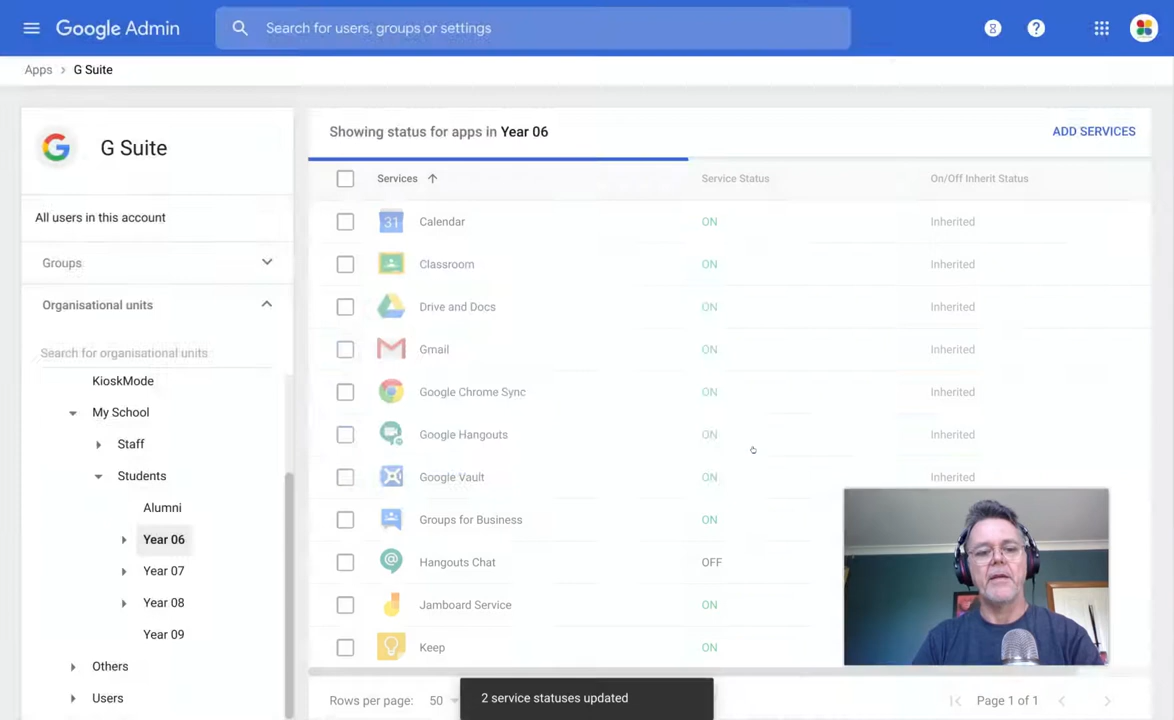 Google Admin
Search for users, groups or settings
Apps > G Suite
G Suite
All users in this account
Groups
Organisational units
Search for organisational units
KioskMode
My School
Staff
Students
Alumni
Year 06
Year 07
Year 08
Year 09
Others
Users
Showing status for apps in Year 06
ADD SERVICES
Services Service Status On/Off Inherit Status
31 Calendar ON Inherited
Classroom ON Inherited
Drive and Docs ON Inherited
Gmail ON Inherited
Google Chrome Sync ON Inherited
Google Hangouts ON Inherited
Google Vault ON Inherited
Groups for Business ON
Hangouts Chat OFF
Jamboard Service ON
Keep ON
Rows per page: 50
Page 1 of 1
2 service statuses updated